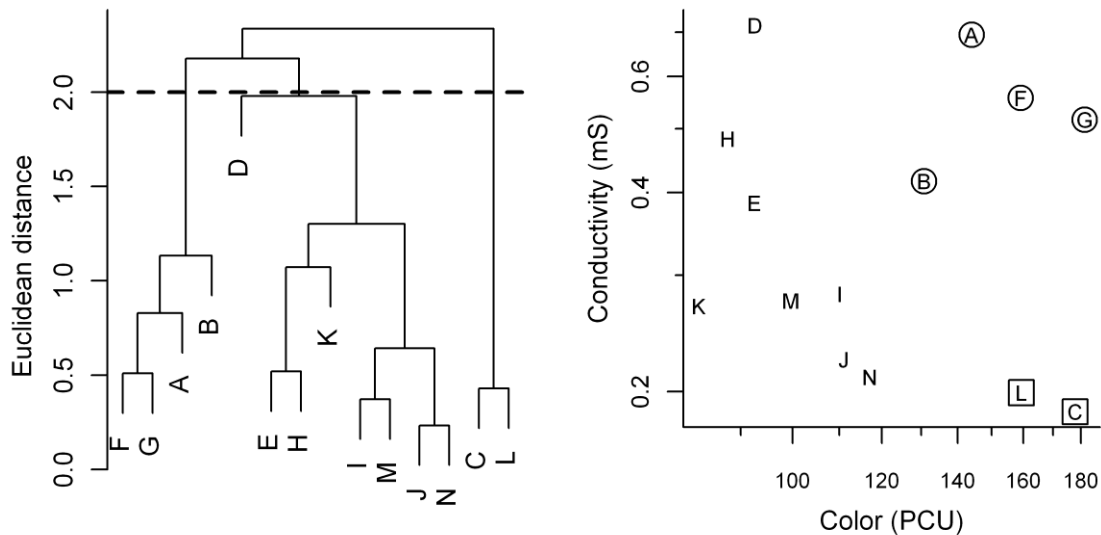 Euclidean distance
2.0
1.5
1.0
0.5
0.0
D
B
K
A
F
G
E
H
I
M
J
N
C
L
Conductivity (mS)
0.6
0.4
0.2
D
A
F
G
H
B
E
K
M
I
J
N
L
C
100
120
140
160
180
Color (PCU)